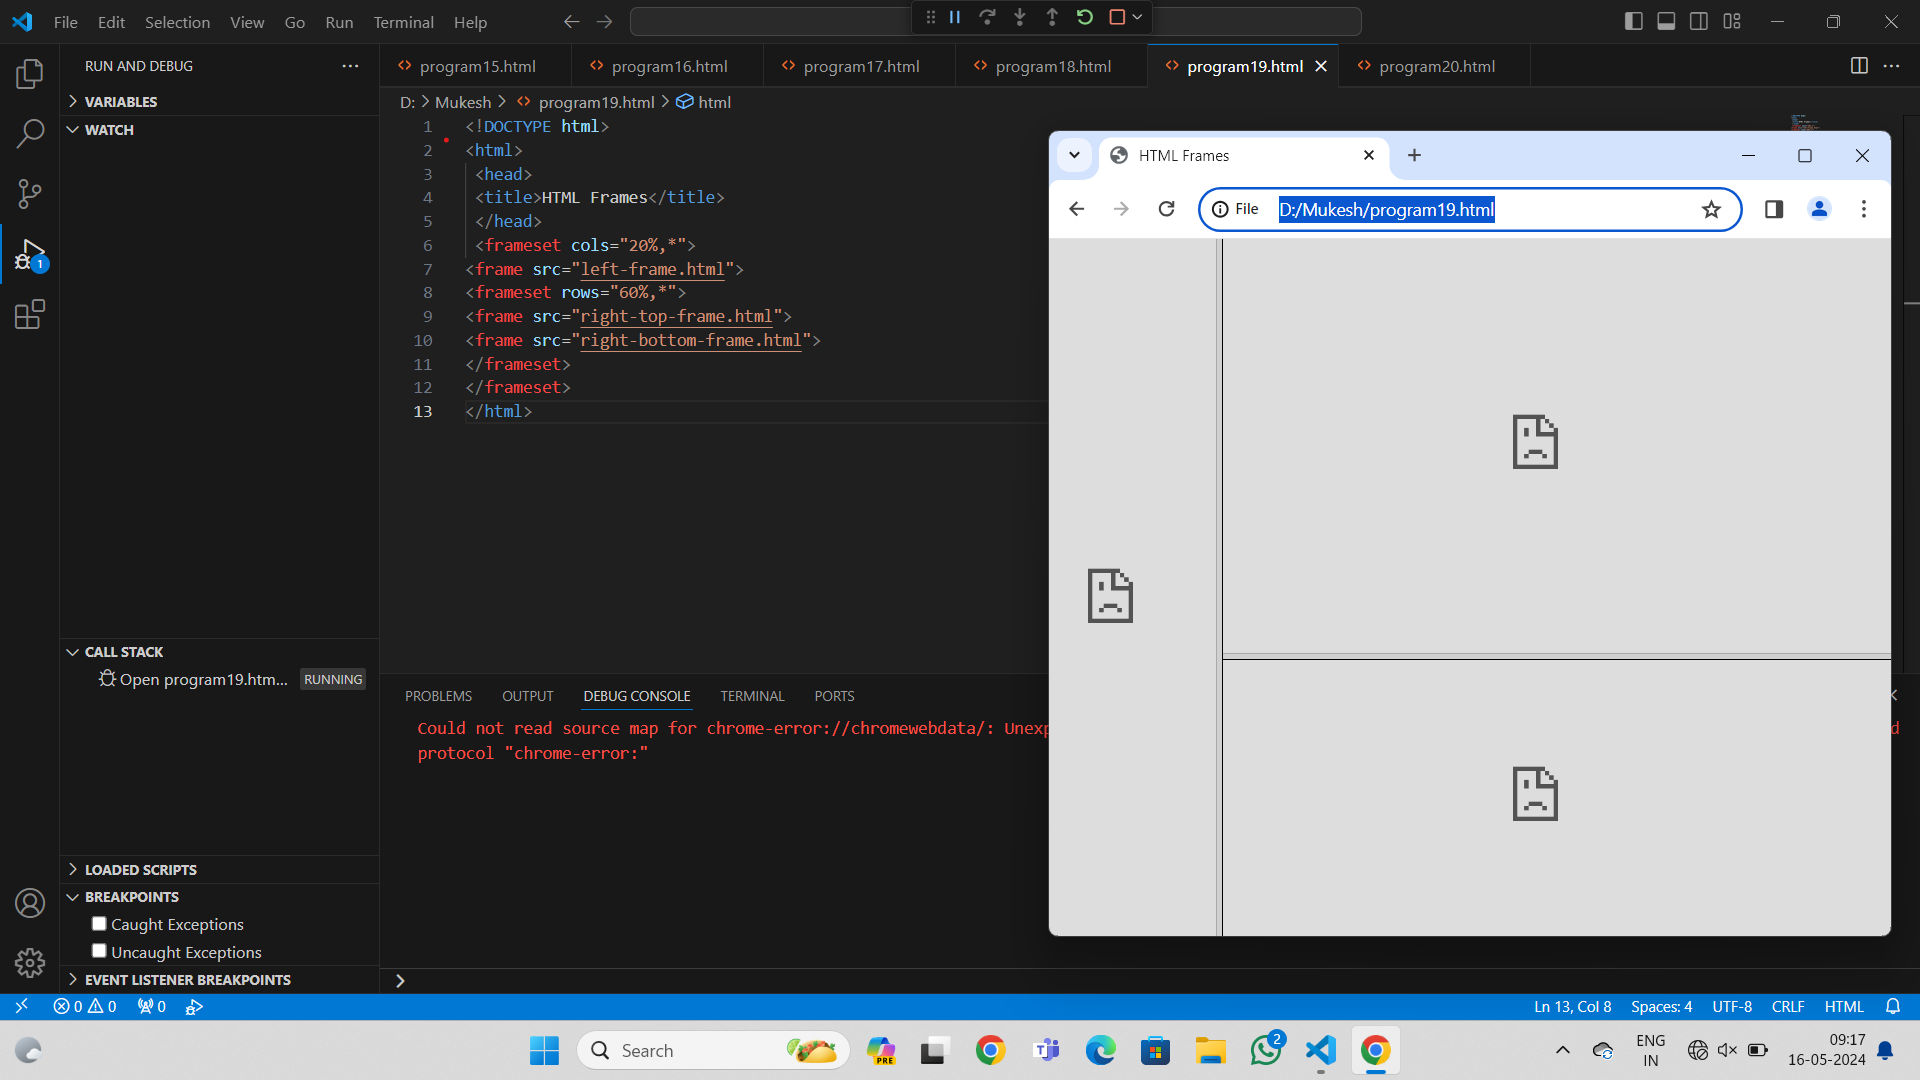 File Edit Selection View Go Run Terminal Help
RUN AND DEBUG
program15.html program16.html program17.html program18.html program19.html program20.html
VARIABLES
WATCH
D: > Mukesh > program19.html > html
1 <!DOCTYPE html>
2 <html>
3 <head>
4 <title>HTML Frames</title>
5 </head>
6 <frameset cols="20%,*">
7 <frame src="left-frame.html">
8 <frameset rows="60%,*">
9 <frame src="right-top-frame.html">
10 <frame src="right-bottom-frame.html">
11 </frameset>
12 </frameset>
13 </html>
HTML Frames
File D:/Mukesh/program19.html
CALL STACK
Open program19.htm... RUNNING
PROBLEMS OUTPUT DEBUG CONSOLE TERMINAL PORTS
Could not read source map for chrome-error://chromewebdata/: Unexp
protocol "chrome-error:"
LOADED SCRIPTS
BREAKPOINTS
Caught Exceptions
Uncaught Exceptions
EVENT LISTENER BREAKPOINTS
1
0 0 0 Ln 13, Col 8 Spaces: 4 UTF-8 CRLF HTML
Search PRE 2
ENG
IN
09:17
16-05-2024